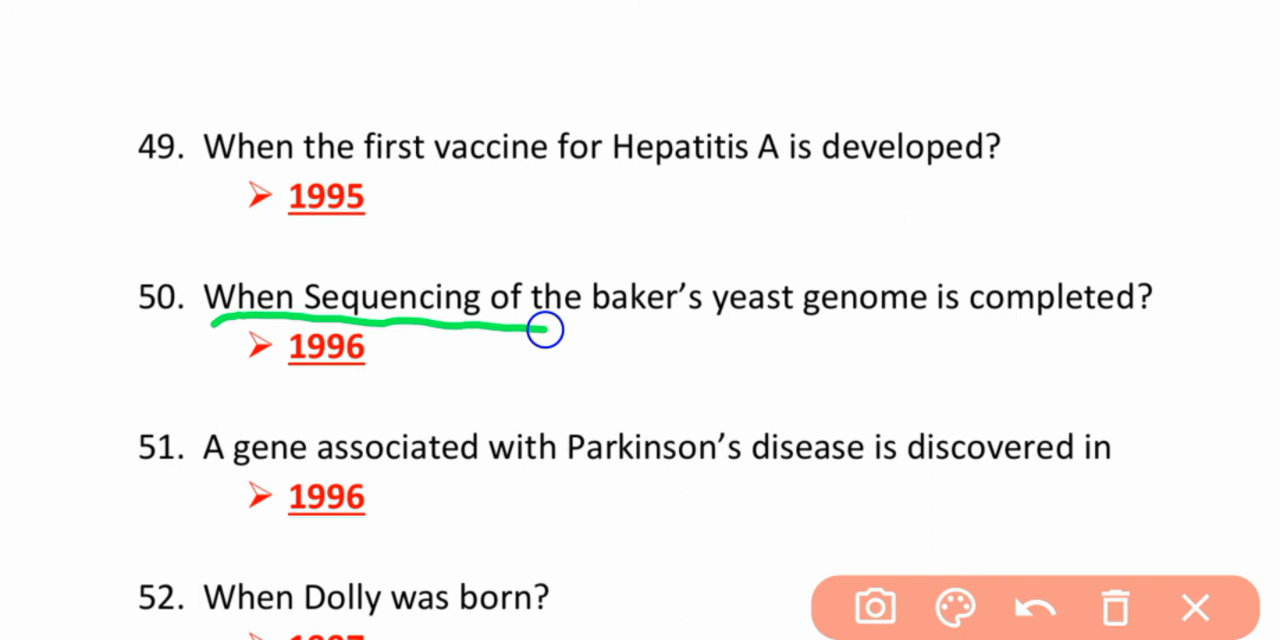 49. When the first vaccine for Hepatitis A is developed?
➢ 1995
50. When Sequencing of the baker’s yeast genome is completed?
➢ 1996
51. A gene associated with Parkinson’s disease is discovered in
➢ 1996
52. When Dolly was born?